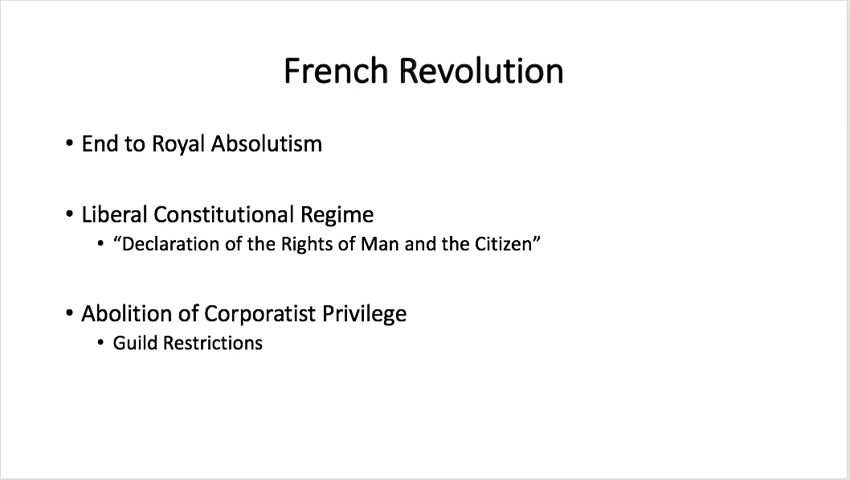 French Revolution
• End to Royal Absolutism
• Liberal Constitutional Regime
• “Declaration of the Rights of Man and the Citizen”
• Abolition of Corporatist Privilege
• Guild Restrictions